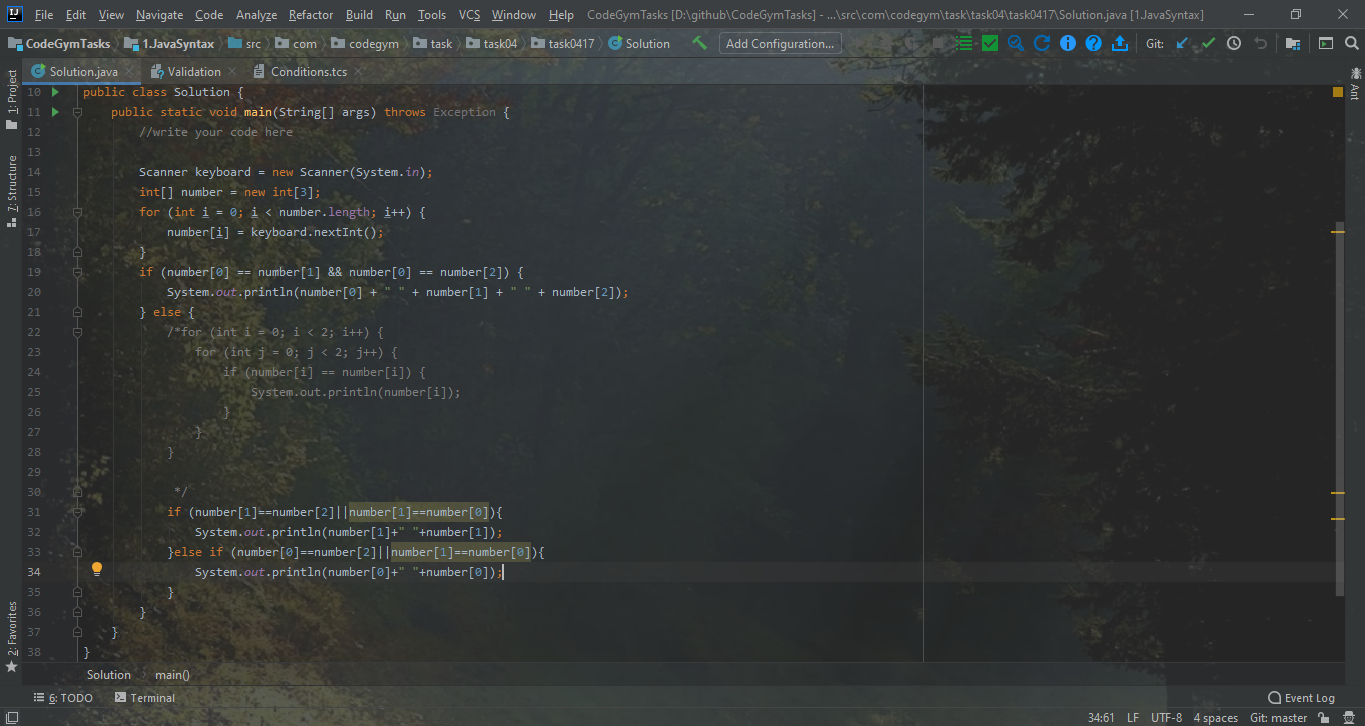 File Edit View Navigate Code Analyze Refactor Build Run Tools VCS Window Help CodeGymTasks [D:\github\CodeGymTasks] - ...\src\com\codegym\task\task04\task0417\Solution.java [1.JavaSyntax]
CodeGymTasks 1.JavaSyntax src com codegym task task04 task0417 Solution Add Configuration... Git:
Solution.java Validation Conditions.tcs
1: Project
7: Structure
2: Favorites
Ant
10 public class Solution {
11 public static void main(String[] args) throws Exception {
12 //write your code here
13
14 Scanner keyboard = new Scanner(System.in);
15 int[] number = new int[3];
16 for (int i = 0; i < number.length; i++) {
17 number[i] = keyboard.nextInt();
18 }
19 if (number[0] == number[1] && number[0] == number[2]) {
20 System.out.println(number[0] + " " + number[1] + " " + number[2]);
21 } else {
22 /*for (int i = 0; i < 2; i++) {
23 for (int j = 0; j < 2; j++) {
24 if (number[i] == number[i]) {
25 System.out.println(number[i]);
26 }
27 }
28 }
29
30 */
31 if (number[1]==number[2]||number[1]==number[0]){
32 System.out.println(number[1]+" "+number[1]);
33 }else if (number[0]==number[2]||number[1]==number[0]){
34 System.out.println(number[0]+" "+number[0]);
35 }
36 }
37 }
38 }
Solution main()
6: TODO Terminal Event Log
34:61 LF UTF-8 4 spaces Git: master